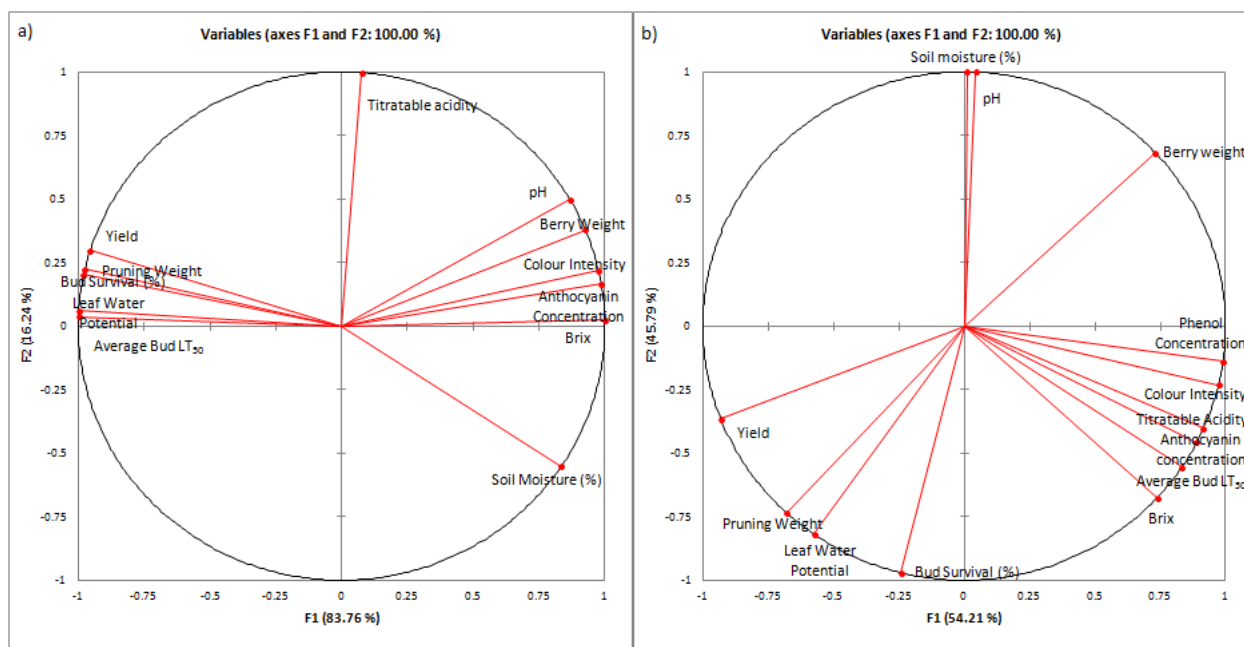 a)
Variables (axes F1 and F2: 100.00 %)
1
0.75
0.5
0.25
0
-0.25
-0.5
-0.75
-1
F2 (16.24 %)
Titratable acidity
pH
Berry Weight
Yield
Pruning Weight
Bud Survival (%)
Colour Intensity
Leaf Water
Potential
Anthocyanin
Concentration
Average Bud LT50
Brix
Soil Moisture (%)
-1
-0.75
-0.5
-0.25
0
0.25
0.5
0.75
1
F1 (83.76 %)
b)
Variables (axes F1 and F2: 100.00 %)
Soil moisture (%)
1
0.75
0.5
0.25
0
-0.25
-0.5
-0.75
-1
F2 (45.79 %)
pH
Berry weight
Phenol
Concentration
Colour Intensity
Titratable Acidity
Anthocyanin
concentration
Average Bud LT50
Brix
Yield
Pruning Weight
Leaf Water
Potential
Bud Survival (%)
-1
-0.75
-0.5
-0.25
0
0.25
0.5
0.75
1
F1 (54.21 %)